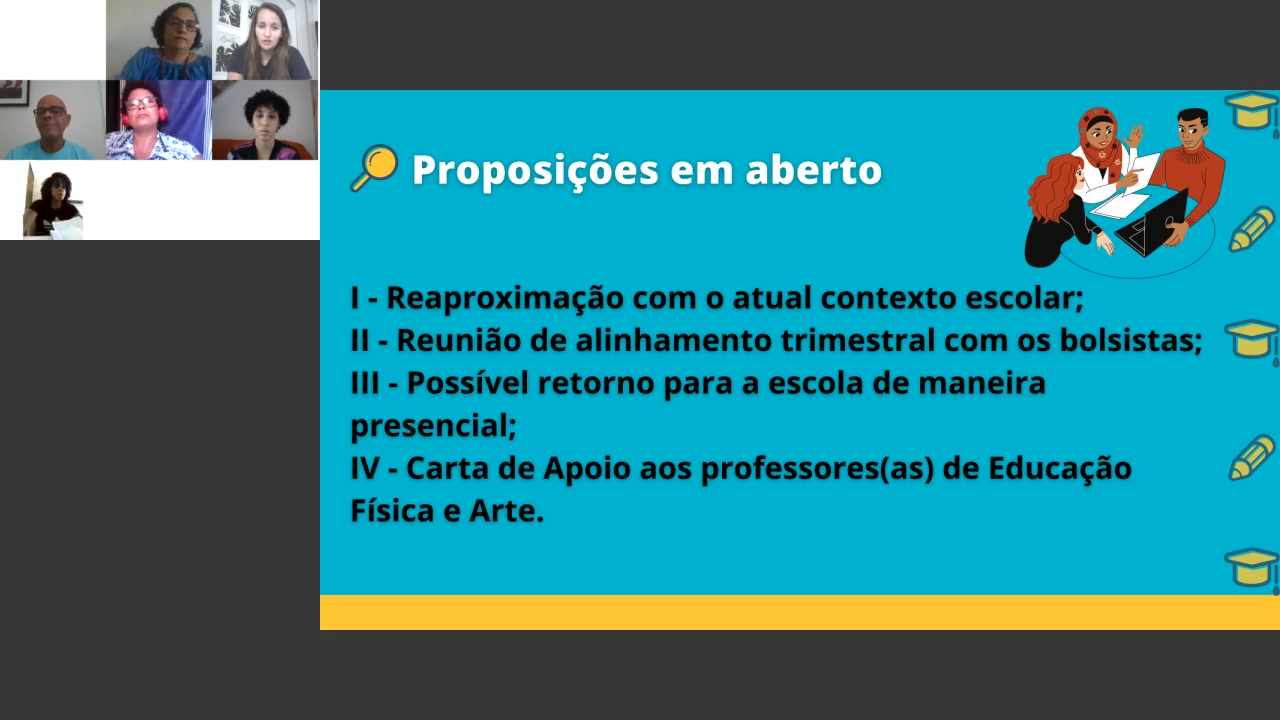 Proposições em aberto
I - Reaproximação com o atual contexto escolar;
II - Reunião de alinhamento trimestral com os bolsistas;
III - Possível retorno para a escola de maneira
presencial;
IV - Carta de Apoio aos professores(as) de Educação
Física e Arte.